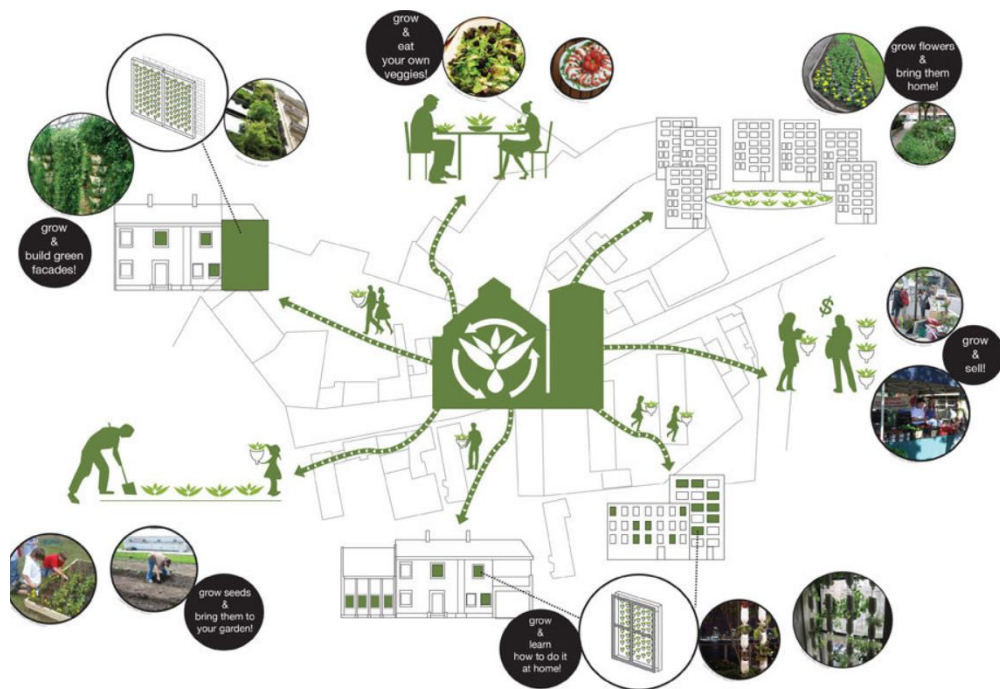 grow
&
eat
your own
veggies!
grow flowers
&
bring them
home!
grow
&
build green
facades!
$
grow
&
sell!
grow seeds
&
bring them to
your garden!
grow
&
learn
how to do it
at home!